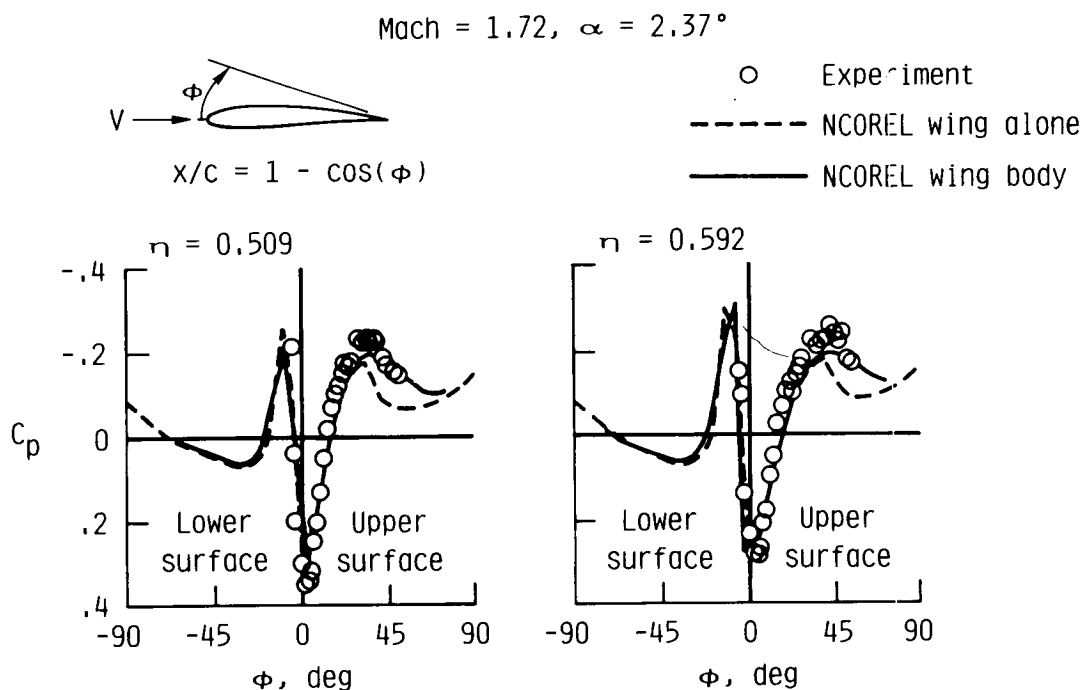 Mach = 1.72, α = 2.37°
Φ
V
x/c = 1 - cos(Φ)
Experiment
NCOREL wing alone
NCOREL wing body
η = 0.509
-.4
-.2
0
.2
.4
Cp
Lower surface
Upper surface
-90 -45 0 45 90
Φ, deg
η = 0.592
Lower surface
Upper surface
-90 -45 0 45 90
Φ, deg